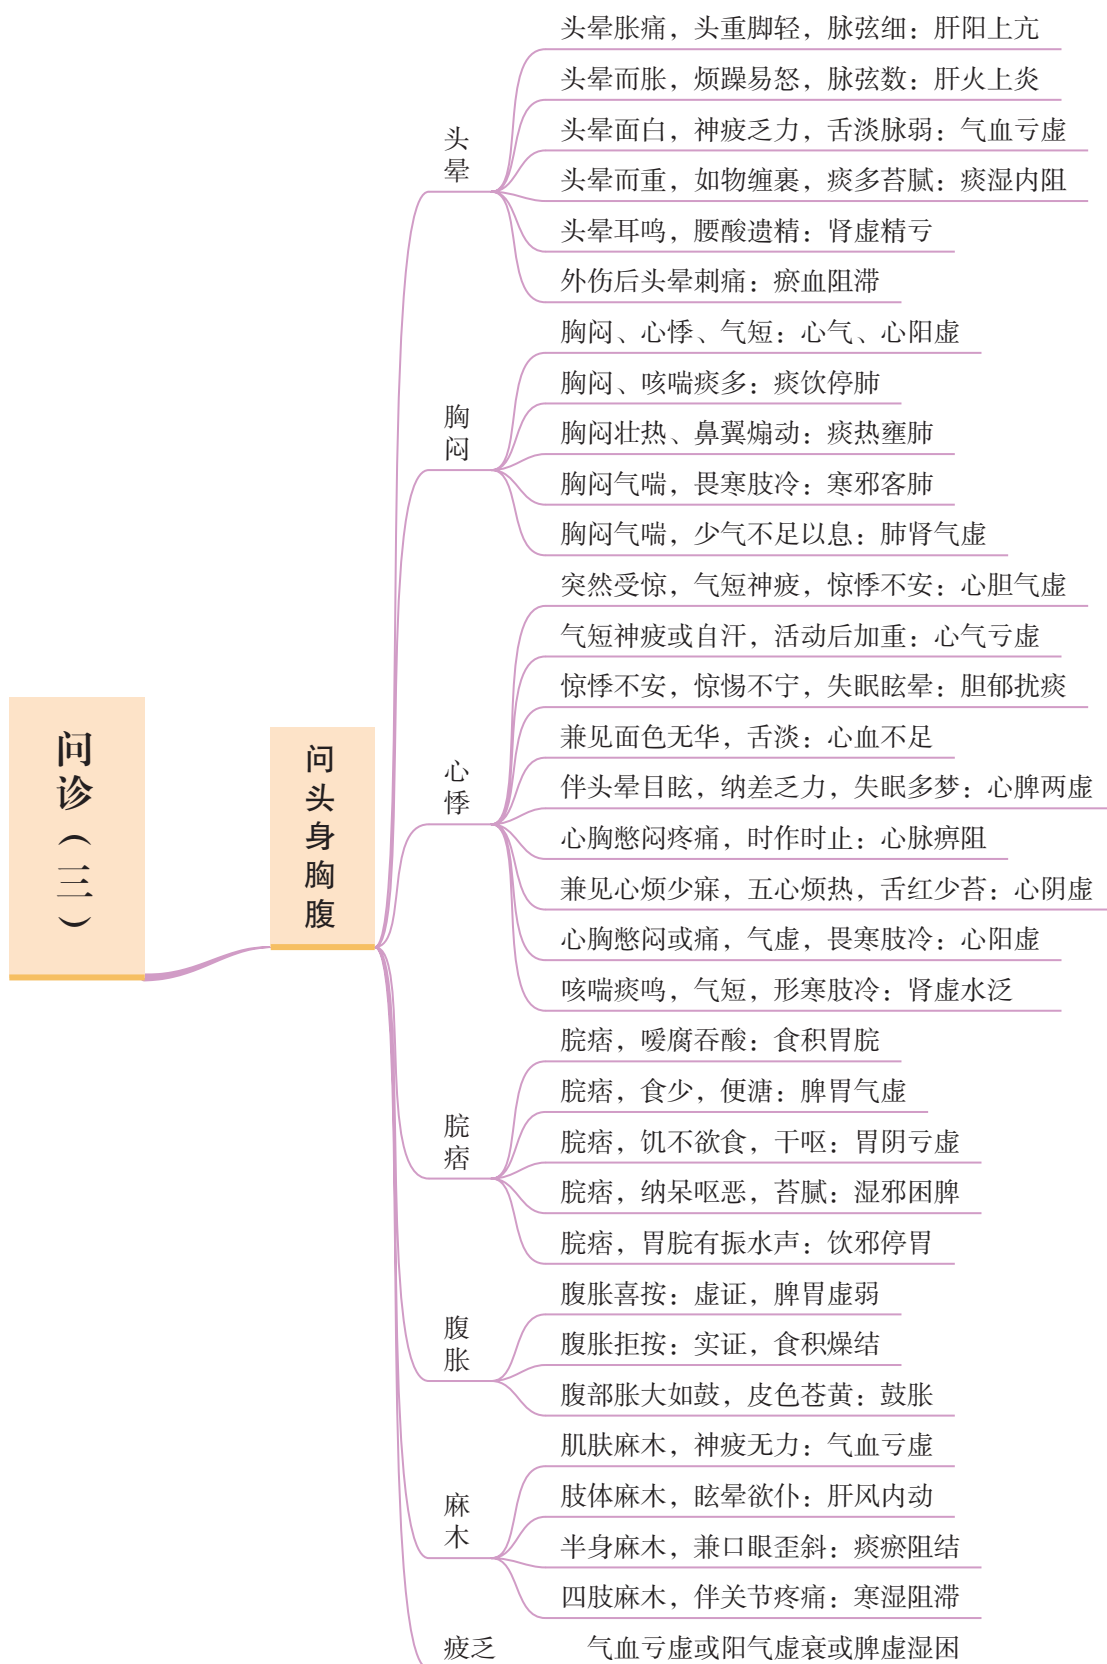 问诊（三）
问头身胸腹
头晕
头晕胀痛，头重脚轻，脉弦细：肝阳上亢
头晕而胀，烦躁易怒，脉弦数：肝火上炎
头晕面白，神疲乏力，舌淡脉弱：气血亏虚
头晕而重，如物缠裹，痰多苔腻：痰湿内阻
头晕耳鸣，腰酸遗精：肾虚精亏
外伤后头晕刺痛：瘀血阻滞
胸闷
胸闷、心悸、气短：心气、心阳虚
胸闷、咳喘痰多：痰饮停肺
胸闷壮热、鼻翼煽动：痰热壅肺
胸闷气喘，畏寒肢冷：寒邪客肺
胸闷气喘，少气不足以息：肺肾气虚
心悸
突然受惊，气短神疲，惊悸不安：心胆气虚
气短神疲或自汗，活动后加重：心气亏虚
惊悸不安，惊惕不宁，失眠眩晕：胆郁扰痰
兼见面色无华，舌淡：心血不足
伴头晕目眩，纳差乏力，失眠多梦：心脾两虚
心胸憋闷疼痛，时作时止：心脉痹阻
兼见心烦少寐，五心烦热，舌红少苔：心阴虚
心胸憋闷或痛，气虚，畏寒肢冷：心阳虚
咳喘痰鸣，气短，形寒肢冷：肾虚水泛
脘痞
脘痞，嗳腐吞酸：食积胃脘
脘痞，食少，便溏：脾胃气虚
脘痞，饥不欲食，干呕：胃阴亏虚
脘痞，纳呆呕恶，苔腻：湿邪困脾
脘痞，胃脘有振水声：饮邪停胃
腹胀
腹胀喜按：虚证，脾胃虚弱
腹胀拒按：实证，食积燥结
腹部胀大如鼓，皮色苍黄：鼓胀
麻木
肌肤麻木，神疲无力：气血亏虚
肢体麻木，眩晕欲仆：肝风内动
半身麻木，兼口眼歪斜：痰瘀阻结
四肢麻木，伴关节疼痛：寒湿阻滞
疲乏
气血亏虚或阳气虚衰或脾虚湿困